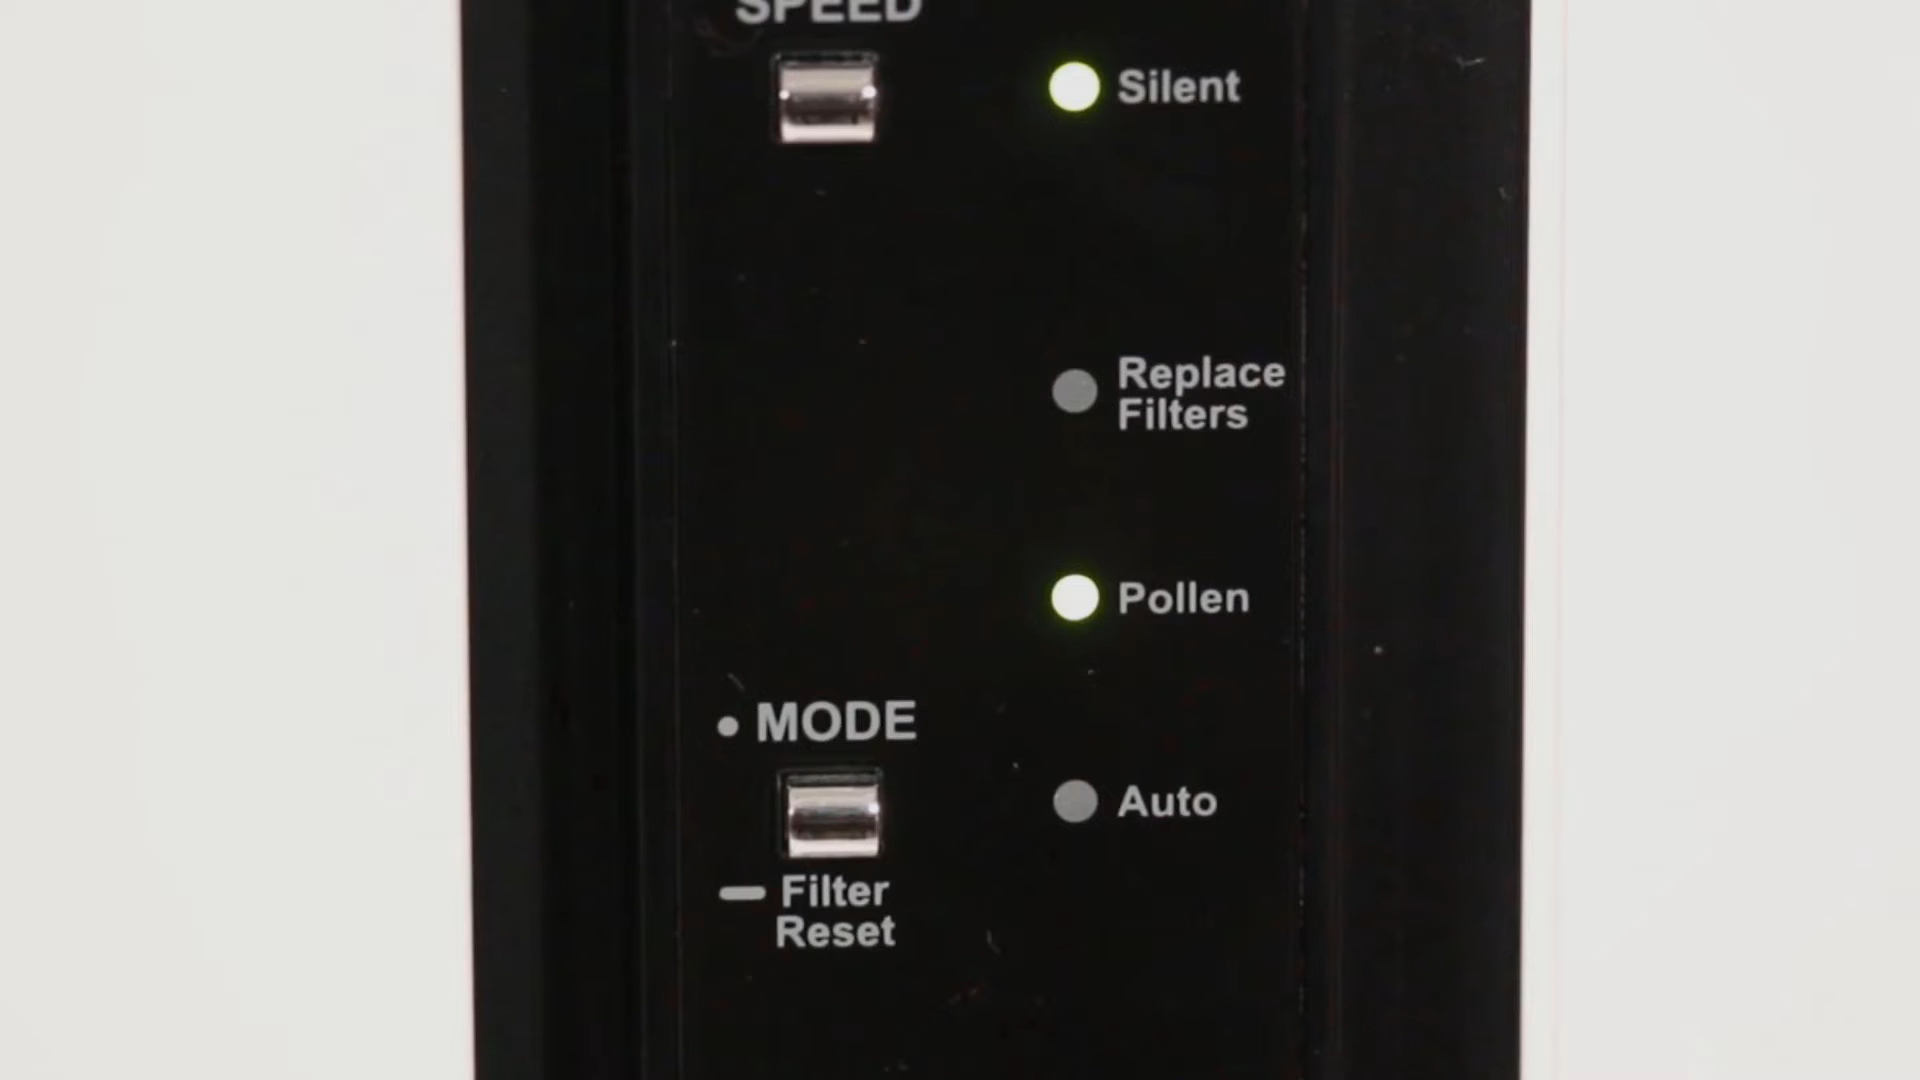 SPEED
Silent
Replace
Filters
Pollen
MODE
Auto
Filter
Reset